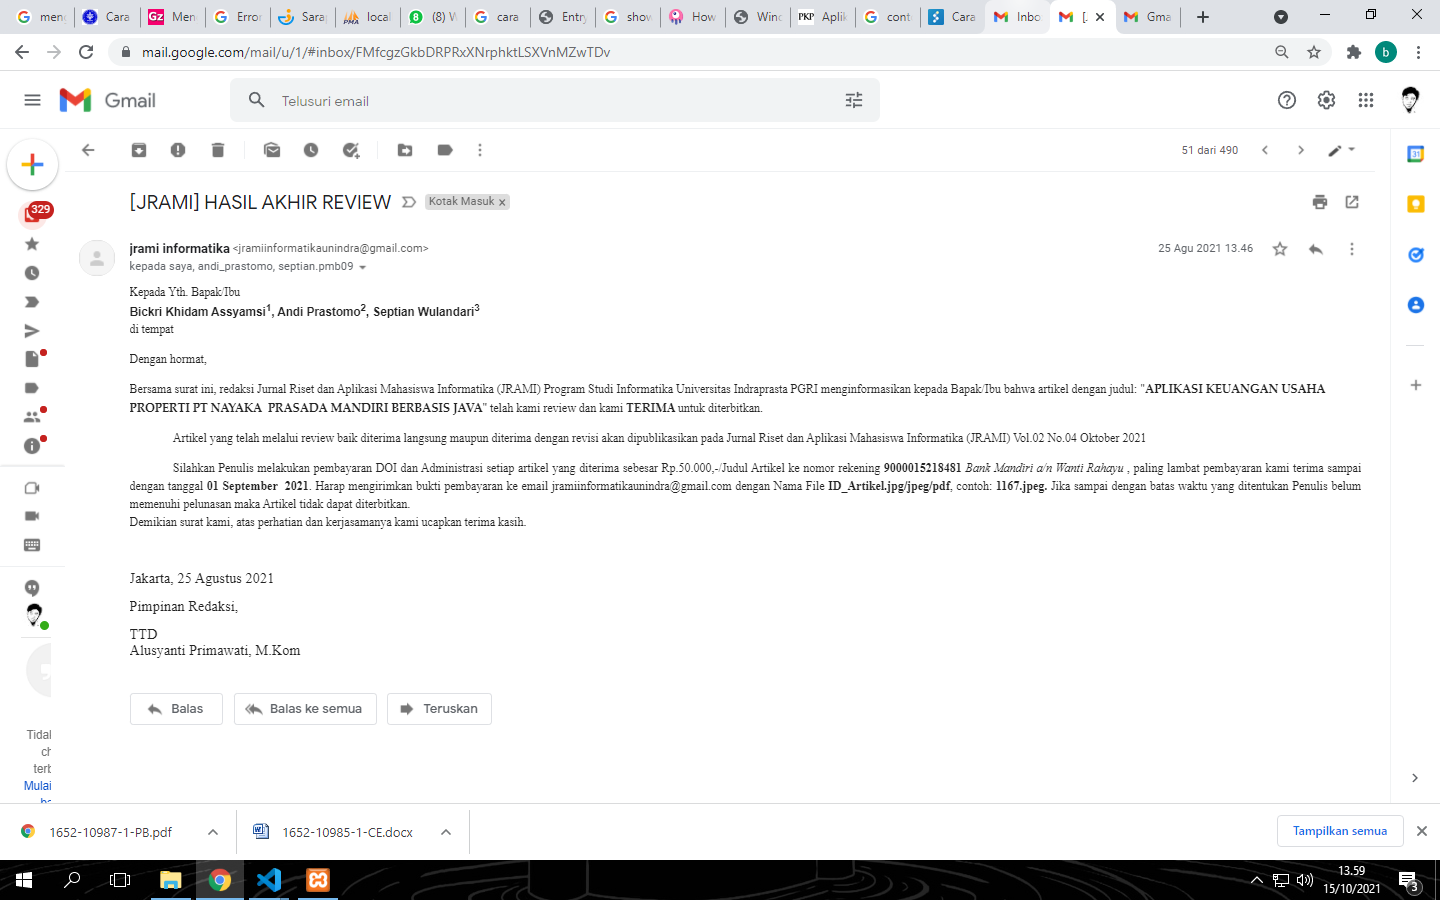 meng
Cara
Men
Error
Sara
local
(8) W
cara
Entry
show
How
Winc
PKP Aplik
cont
Cara
Inbo
[J
Gma
mail.google.com/mail/u/1/#inbox/FMfcgzGkbDRPRxXNrphktLSXVnMZwTDv
b
Gmail
Telusuri email
51 dari 490
329
[JRAMI] HASIL AKHIR REVIEW
Kotak Masuk x
jrami informatika <jramiinformatikaunindra@gmail.com>
25 Agu 2021 13.46
kepada saya, andi_prastomo, septian.pmb09
Kepada Yth. Bapak/Ibu
Bickri Khidam Assyamsi¹, Andi Prastomo², Septian Wulandari³
di tempat
Dengan hormat,
Bersama surat ini, redaksi Jurnal Riset dan Aplikasi Mahasiswa Informatika (JRAMI) Program Studi Informatika Universitas Indraprasta PGRI menginformasikan kepada Bapak/Ibu bahwa artikel dengan judul: "APLIKASI KEUANGAN USAHA
PROPERTI PT NAYAKA PRASADA MANDIRI BERBASIS JAVA" telah kami review dan kami TERIMA untuk diterbitkan.
Artikel yang telah melalui review baik diterima langsung maupun diterima dengan revisi akan dipublikasikan pada Jurnal Riset dan Aplikasi Mahasiswa Informatika (JRAMI) Vol.02 No.04 Oktober 2021
Silahkan Penulis melakukan pembayaran DOI dan Administrasi setiap artikel yang diterima sebesar Rp.50.000,-/Judul Artikel ke nomor rekening 9000015218481 Bank Mandiri a/n Wanti Rahayu , paling lambat pembayaran kami terima sampai
dengan tanggal 01 September 2021. Harap mengirimkan bukti pembayaran ke email jramiinformatikaunindra@gmail.com dengan Nama File ID_Artikel.jpg/jpeg/pdf, contoh: 1167.jpeg. Jika sampai dengan batas waktu yang ditentukan Penulis belum
memenuhi pelunasan maka Artikel tidak dapat diterbitkan.
Demikian surat kami, atas perhatian dan kerjasamanya kami ucapkan terima kasih.
Jakarta, 25 Agustus 2021
Pimpinan Redaksi,
TTD
Alusyanti Primawati, M.Kom
Balas
Balas ke semua
Teruskan
Tidal
ch
terb
Mulai
1652-10987-1-PB.pdf
1652-10985-1-CE.docx
Tampilkan semua
13.59
15/10/2021
3